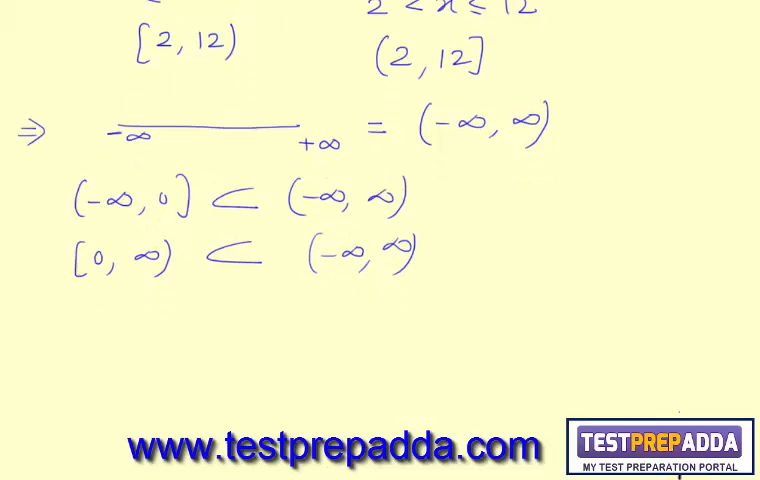 2 < x ≤ 12
[2, 12) (2, 12]
⇒ -∞ +∞ = (-∞, ∞)
(-∞, 0] ⊂ (-∞, ∞)
[0, ∞) ⊂ (-∞, ∞)
www.testprepadda.com
TESTPREPADDA
MY TEST PREPARATION PORTAL